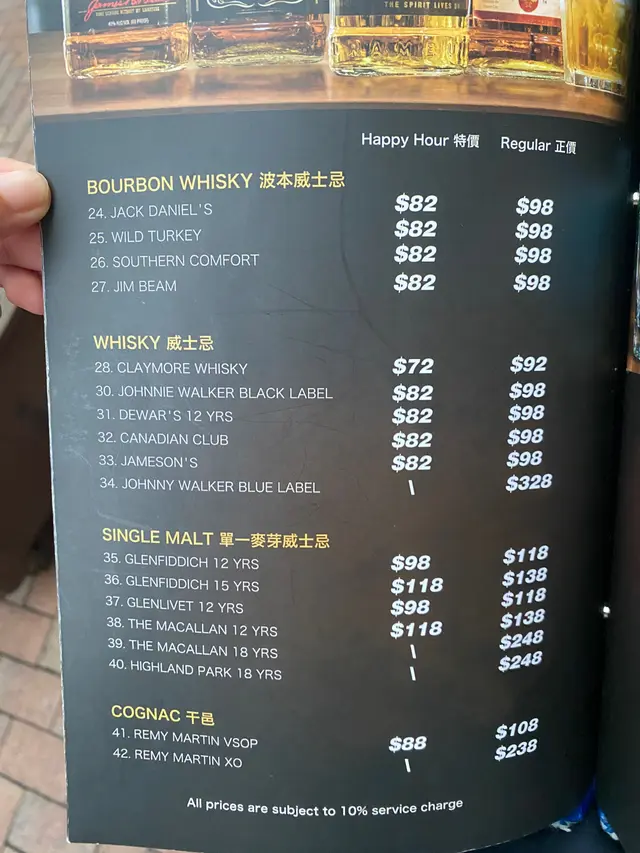 THE SPIRIT LIVES ON
Happy Hour 特價 Regular 正價
BOURBON WHISKY 波本威士忌
24. JACK DANIEL'S $82 $98
25. WILD TURKEY $82 $98
26. SOUTHERN COMFORT $82 $98
27. JIM BEAM $82 $98
WHISKY 威士忌
28. CLAYMORE WHISKY $72 $92
30. JOHNNIE WALKER BLACK LABEL $82 $98
31. DEWAR'S 12 YRS $82 $98
32. CANADIAN CLUB $82 $98
33. JAMESON'S $82 $98
34. JOHNNY WALKER BLUE LABEL \ $328
SINGLE MALT 單一麥芽威士忌
35. GLENFIDDICH 12 YRS $98 $118
36. GLENFIDDICH 15 YRS $118 $138
37. GLENLIVET 12 YRS $98 $118
38. THE MACALLAN 12 YRS $118 $138
39. THE MACALLAN 18 YRS \ $248
40. HIGHLAND PARK 18 YRS \ $248
COGNAC 干邑
41. REMY MARTIN VSOP $88 $108
42. REMY MARTIN XO \ $238
All prices are subject to 10% service charge